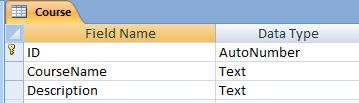 Course
Field Name Data Type
ID AutoNumber
CourseName Text
Description Text